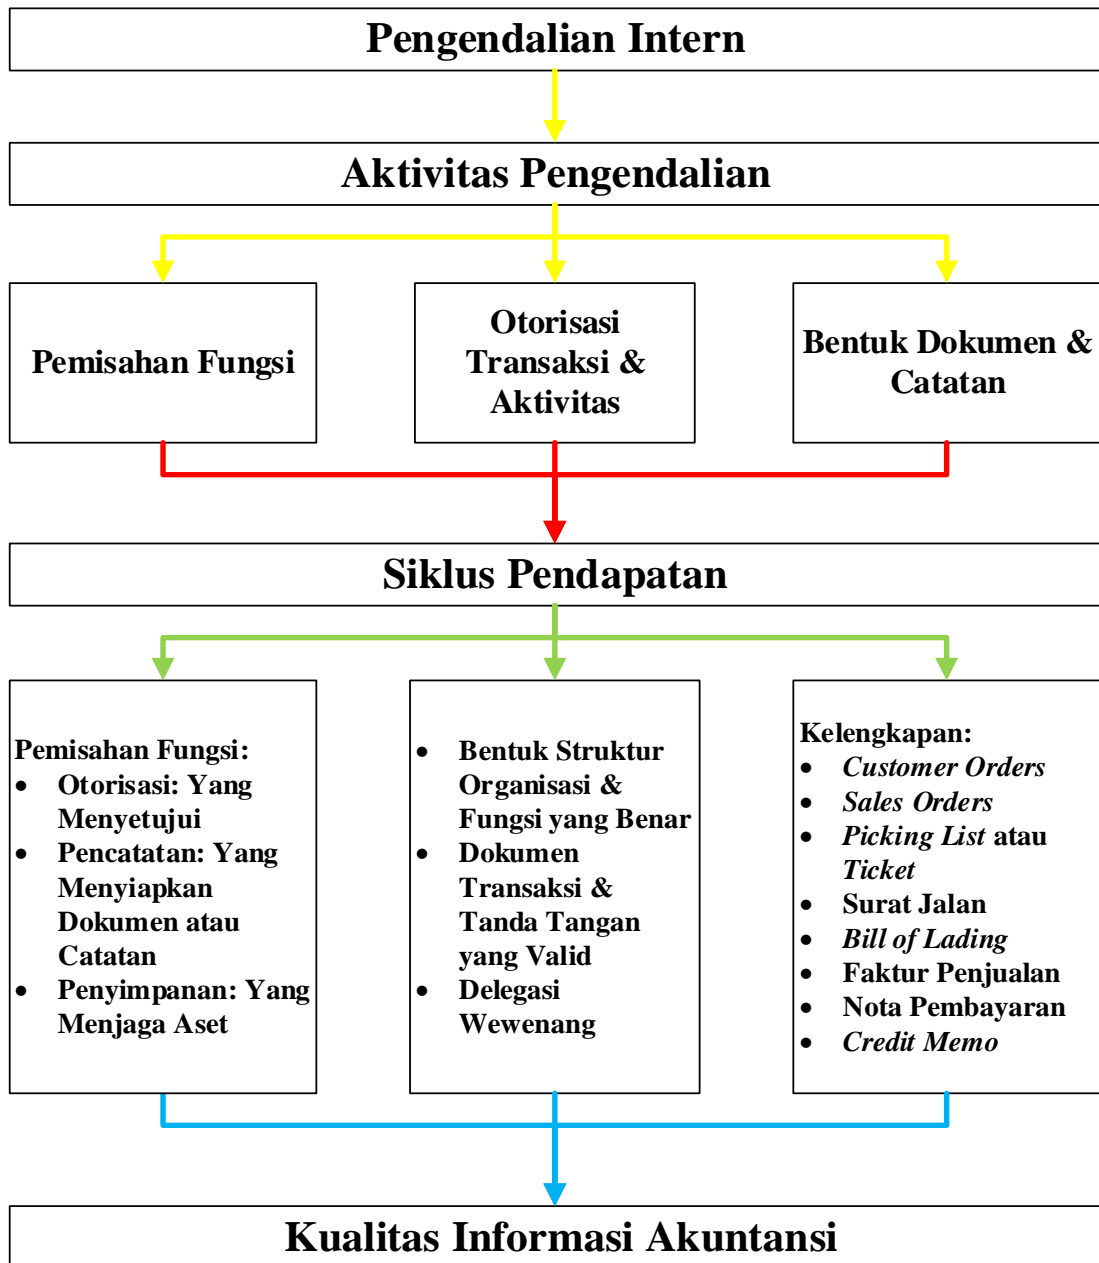 Pengendalian Intern
Aktivitas Pengendalian
Pemisahan Fungsi
Otorisasi
Transaksi &
Aktivitas
Bentuk Dokumen &
Catatan
Siklus Pendapatan
Pemisahan Fungsi:
• Otorisasi: Yang
Menyetujui
• Pencatatan: Yang
Menyiapkan
Dokumen atau
Catatan
• Penyimpanan: Yang
Menjaga Aset
• Bentuk Struktur
Organisasi &
Fungsi yang Benar
• Dokumen
Transaksi &
Tanda Tangan
yang Valid
• Delegasi
Wewenang
Kelengkapan:
• Customer Orders
• Sales Orders
• Picking List atau
Ticket
• Surat Jalan
• Bill of Lading
• Faktur Penjualan
• Nota Pembayaran
• Credit Memo
Kualitas Informasi Akuntansi